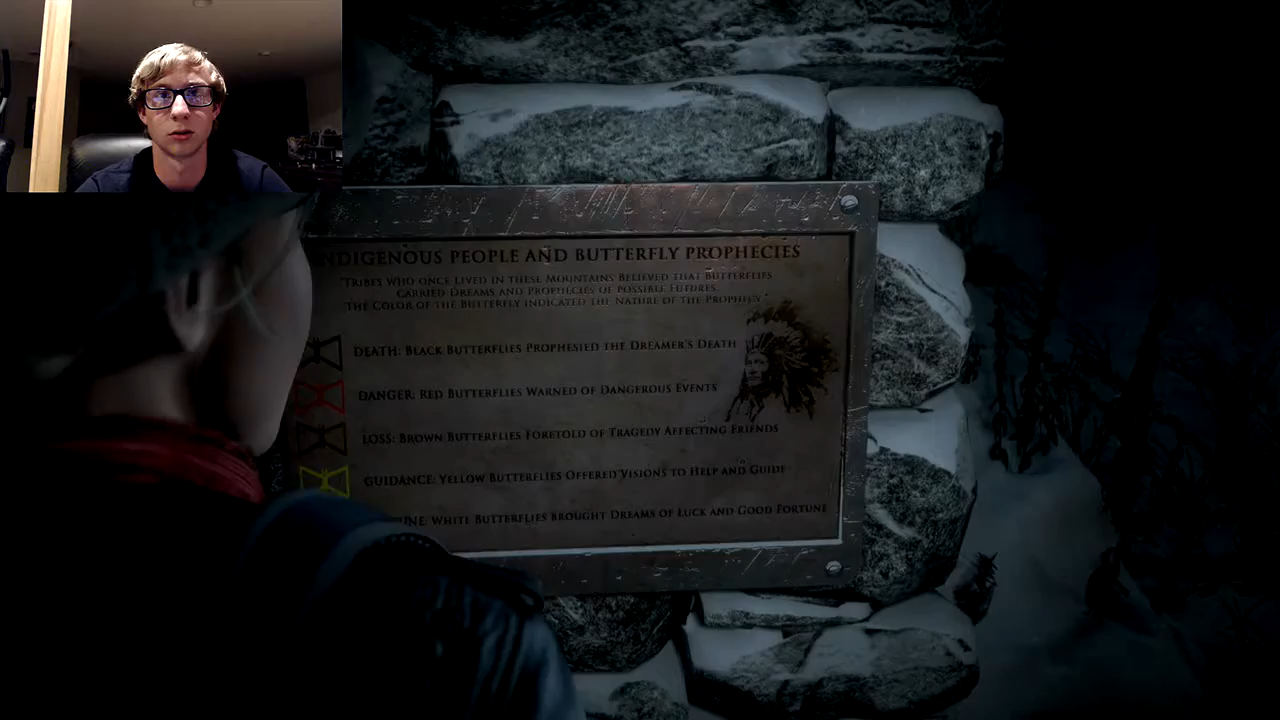 INDIGENOUS PEOPLE AND BUTTERFLY PROPHECIES
"TRIBES WHO ONCE LIVED IN THESE MOUNTAINS BELIEVED THAT BUTTERFLIES
CARRIED DREAMS AND PROPHECIES OF POSSIBLE FUTURES.
THE COLOR OF THE BUTTERFLY INDICATED THE NATURE OF THE PROPHECY."
DEATH: BLACK BUTTERFLIES PROPHESIED THE DREAMER'S DEATH
DANGER: RED BUTTERFLIES WARNED OF DANGEROUS EVENTS
LOSS: BROWN BUTTERFLIES FORETOLD OF TRAGEDY AFFECTING FRIENDS
GUIDANCE: YELLOW BUTTERFLIES OFFERED VISIONS TO HELP AND GUIDE
WHITE BUTTERFLIES BROUGHT DREAMS OF LUCK AND GOOD FORTUNE